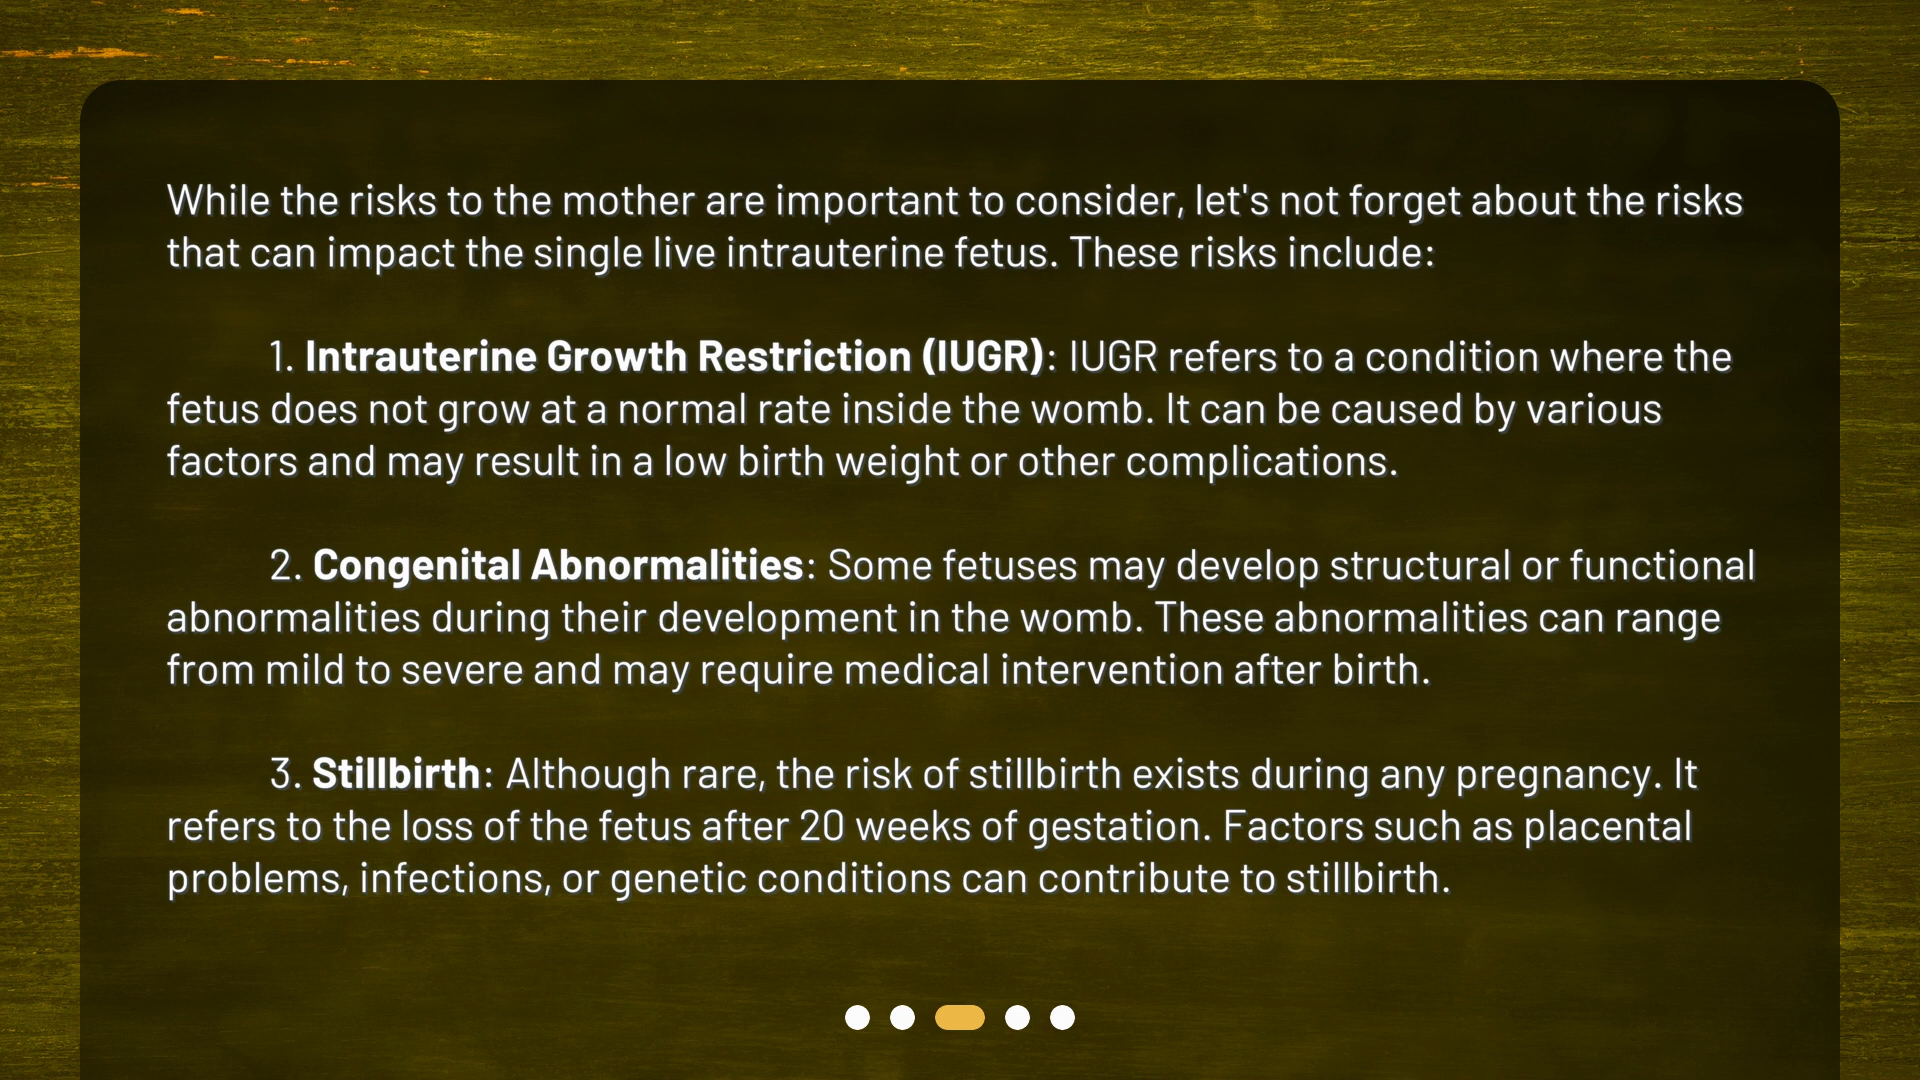 While the risks to the mother are important to consider, let's not forget about the risks
that can impact the single live intrauterine fetus. These risks include:
1. Intrauterine Growth Restriction (IUGR): IUGR refers to a condition where the
fetus does not grow at a normal rate inside the womb. It can be caused by various
factors and may result in a low birth weight or other complications.
2. Congenital Abnormalities: Some fetuses may develop structural or functional
abnormalities during their development in the womb. These abnormalities can range
from mild to severe and may require medical intervention after birth.
3. Stillbirth: Although rare, the risk of stillbirth exists during any pregnancy. It
refers to the loss of the fetus after 20 weeks of gestation. Factors such as placental
problems, infections, or genetic conditions can contribute to stillbirth.